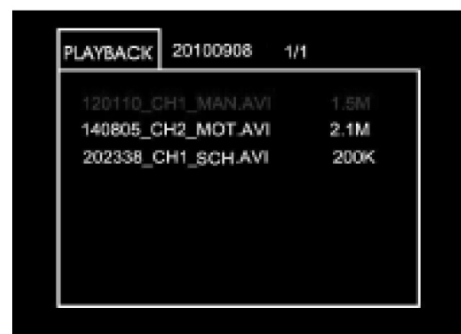 PLAYBACK 20100908 1/1
120110_CH1_MAN.AVI 1.5M
140805_CH2_MOT.AVI 2.1M
202338_CH1_SCH.AVI 200K